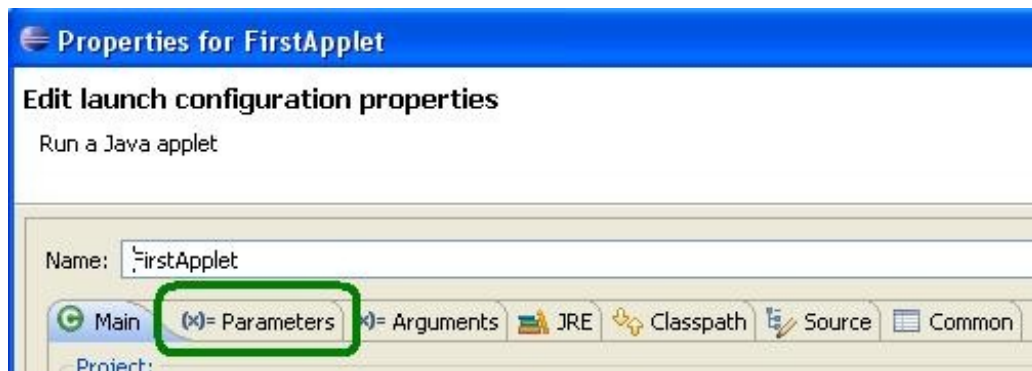 Properties for FirstApplet
Edit launch configuration properties
Run a Java applet
Name: FirstApplet
Main (x)= Parameters (x)= Arguments JRE Classpath Source Common
Project: